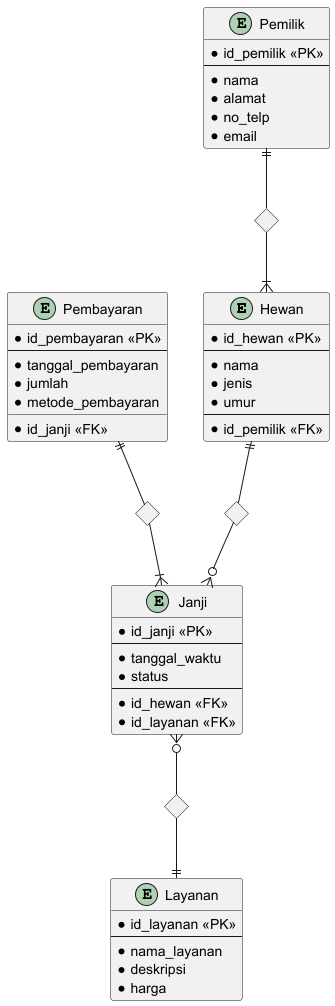 E Pemilik
id_pemilik «PK»
nama
alamat
no_telp
email
E Pembayaran
id_pembayaran «PK»
tanggal_pembayaran
jumlah
metode_pembayaran
id_janji «FK»
E Hewan
id_hewan «PK»
nama
jenis
umur
id_pemilik «FK»
E Janji
id_janji «PK»
tanggal_waktu
status
id_hewan «FK»
id_layanan «FK»
E Layanan
id_layanan «PK»
nama_layanan
deskripsi
harga